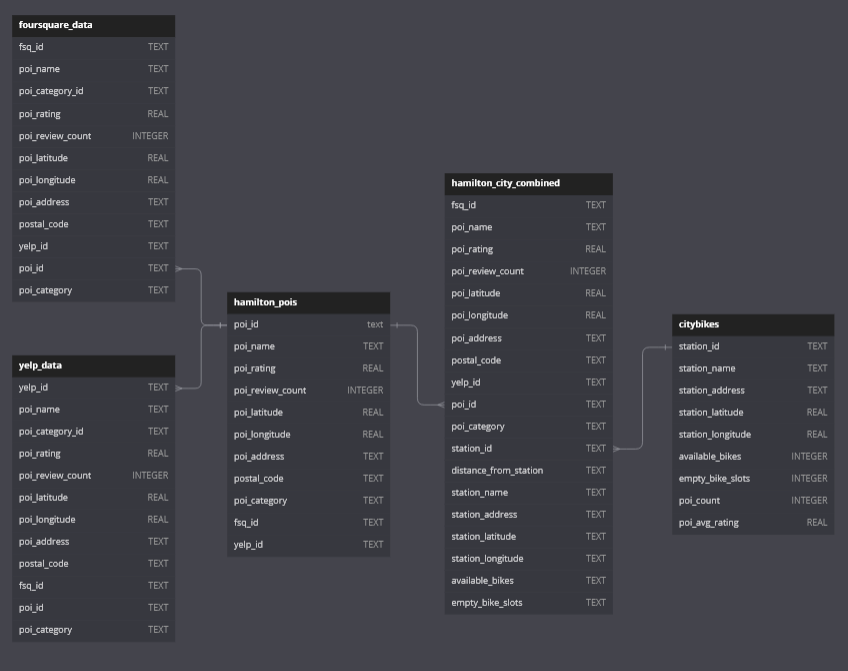 foursquare_data
fsq_id TEXT
poi_name TEXT
poi_category_id TEXT
poi_rating REAL
poi_review_count INTEGER
poi_latitude REAL
poi_longitude REAL
poi_address TEXT
postal_code TEXT
yelp_id TEXT
poi_id TEXT
poi_category TEXT
yelp_data
yelp_id TEXT
poi_name TEXT
poi_category_id TEXT
poi_rating REAL
poi_review_count INTEGER
poi_latitude REAL
poi_longitude REAL
poi_address TEXT
postal_code TEXT
fsq_id TEXT
poi_id TEXT
poi_category TEXT
hamilton_pois
poi_id text
poi_name TEXT
poi_rating REAL
poi_review_count INTEGER
poi_latitude REAL
poi_longitude REAL
poi_address TEXT
postal_code TEXT
poi_category TEXT
fsq_id TEXT
yelp_id TEXT
hamilton_city_combined
fsq_id TEXT
poi_name TEXT
poi_rating REAL
poi_review_count INTEGER
poi_latitude REAL
poi_longitude REAL
poi_address TEXT
postal_code TEXT
yelp_id TEXT
poi_id TEXT
poi_category TEXT
station_id TEXT
distance_from_station TEXT
station_name TEXT
station_address TEXT
station_latitude TEXT
station_longitude TEXT
available_bikes TEXT
empty_bike_slots TEXT
citybikes
station_id TEXT
station_name TEXT
station_address TEXT
station_latitude REAL
station_longitude REAL
available_bikes INTEGER
empty_bike_slots INTEGER
poi_count INTEGER
poi_avg_rating REAL